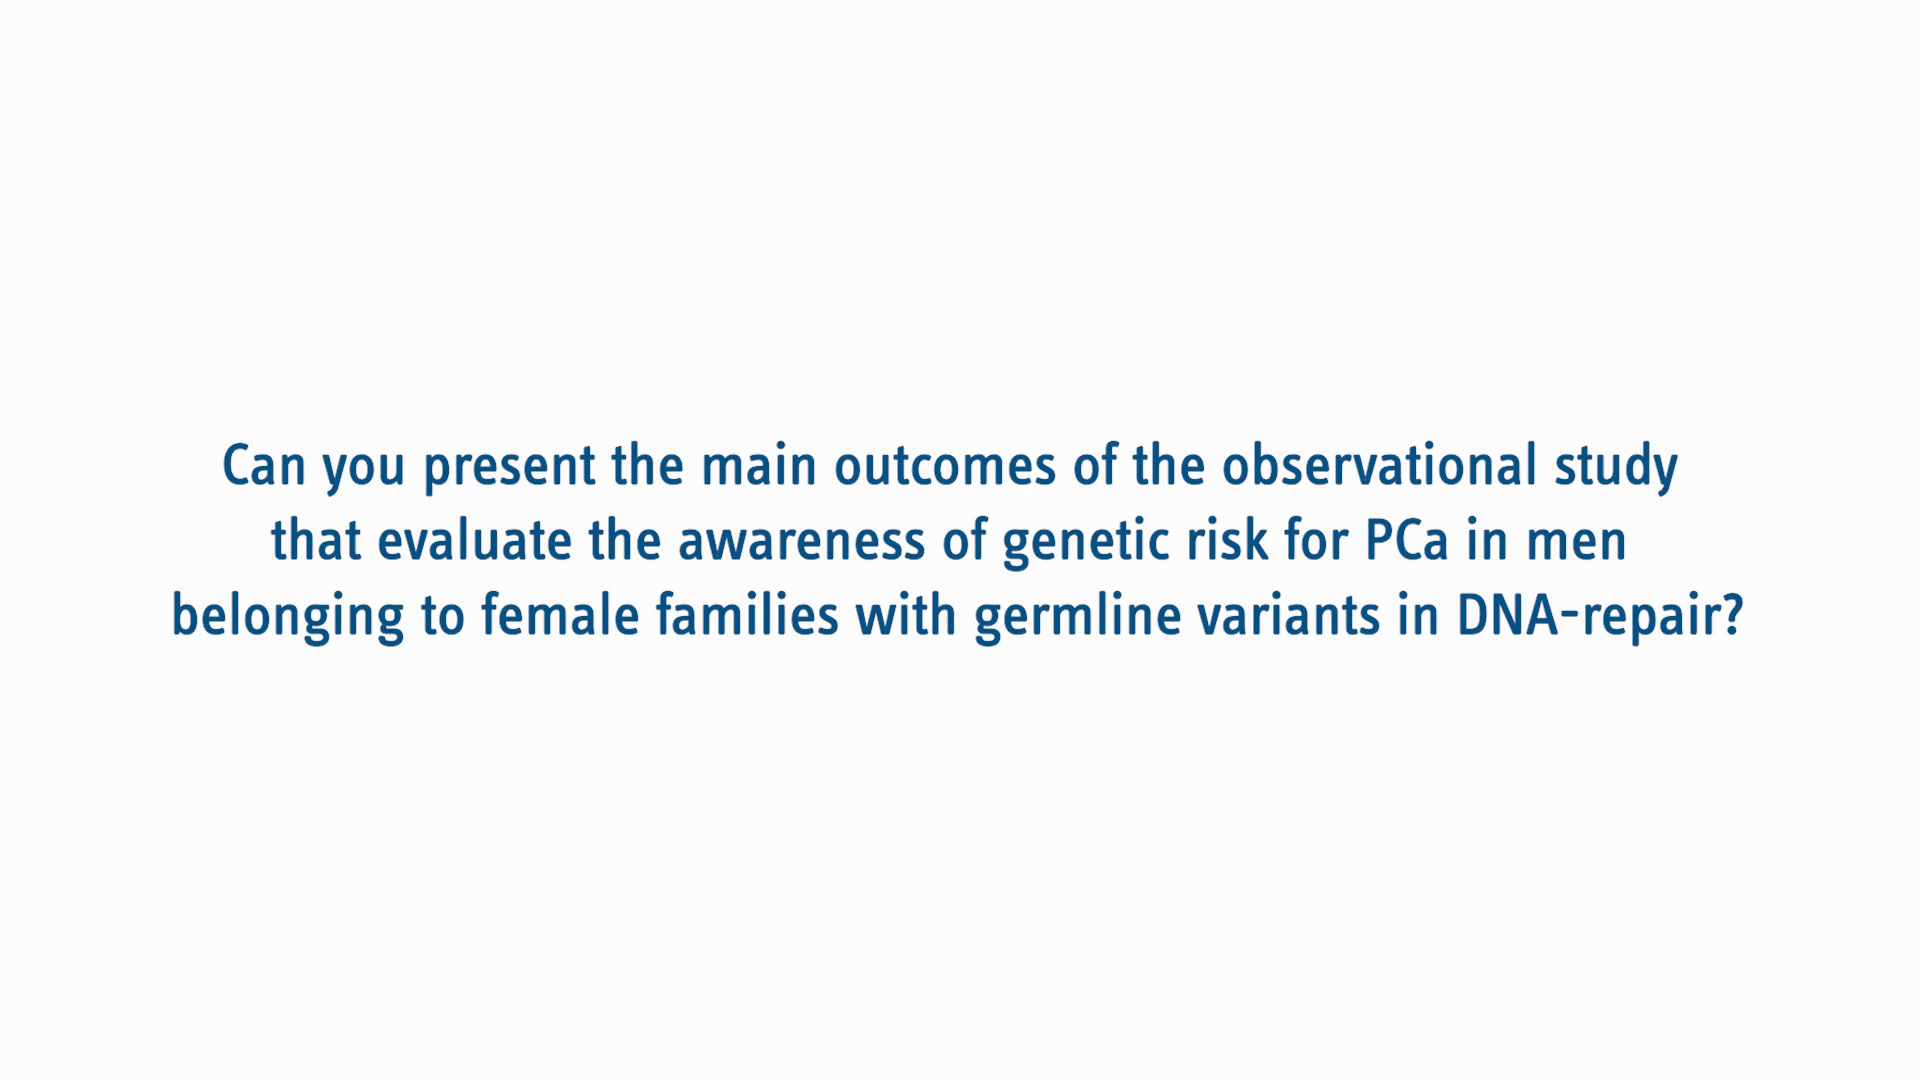 Can you present the main outcomes of the observational study
that evaluate the awareness of genetic risk for PCa in men
belonging to female families with germline variants in DNA-repair?